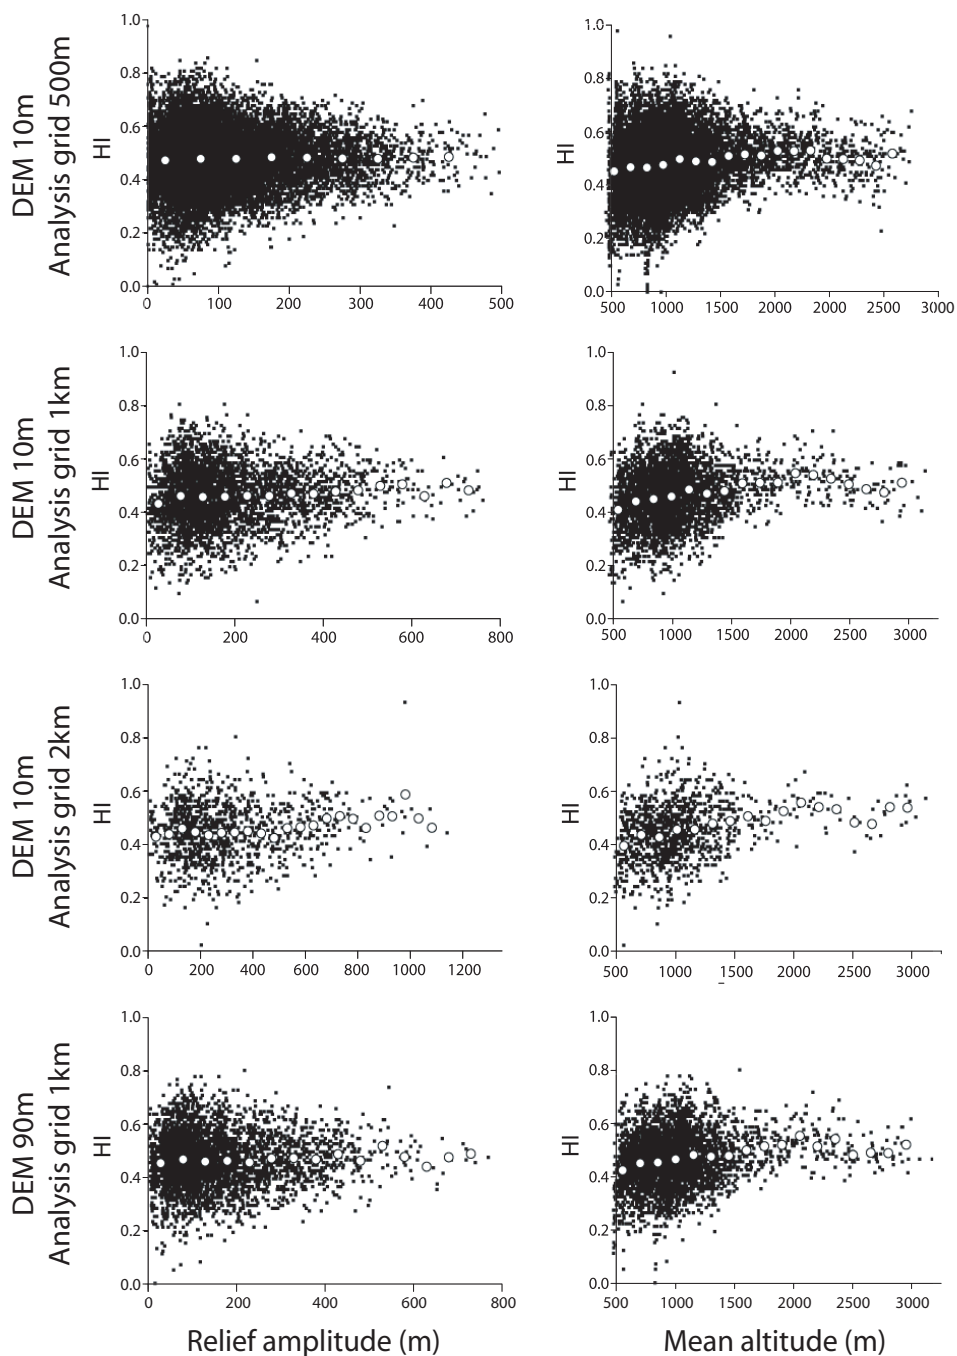 DEM 10m
Analysis grid 500m
HI
1.0
0.8
0.6
0.4
0.2
0.0
0 100 200 300 400 500
HI
1.0
0.8
0.6
0.4
0.2
0.0
500 1000 1500 2000 2500 3000
DEM 10m
Analysis grid 1km
HI
1.0
0.8
0.6
0.4
0.2
0.0
0 200 400 600 800
HI
1.0
0.8
0.6
0.4
0.2
0.0
500 1000 1500 2000 2500 3000
DEM 10m
Analysis grid 2km
HI
1.0
0.8
0.6
0.4
0.2
0.0
0 200 400 600 800 1000 1200
HI
1.0
0.8
0.6
0.4
0.2
0.0
500 1000 1500 2000 2500 3000
DEM 90m
Analysis grid 1km
HI
1.0
0.8
0.6
0.4
0.2
0.0
0 200 400 600 800
HI
1.0
0.8
0.6
0.4
0.2
0.0
500 1000 1500 2000 2500 3000
Relief amplitude (m)
Mean altitude (m)